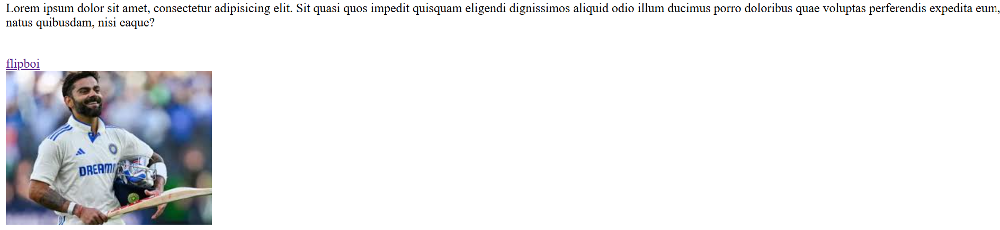 Lorem ipsum dolor sit amet, consectetur adipisicing elit. Sit quasi quos impedit quisquam eligendi dignissimos aliquid odio illum ducimus porro doloribus quae voluptas perferendis expedita eum,
natus quibusdam, nisi eaque?
flipboi
DREAM